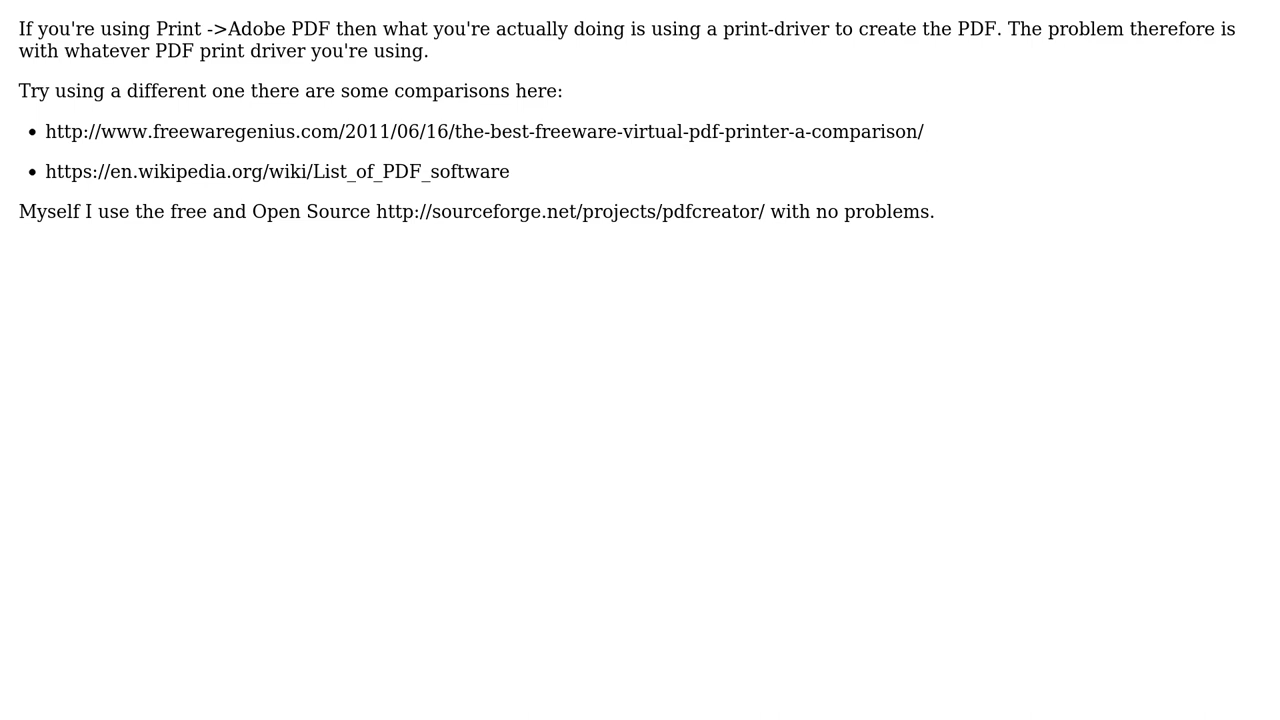 If you're using Print ->Adobe PDF then what you're actually doing is using a print-driver to create the PDF. The problem therefore is
with whatever PDF print driver you're using.
Try using a different one there are some comparisons here:
• http://www.freewaregenius.com/2011/06/16/the-best-freeware-virtual-pdf-printer-a-comparison/
• https://en.wikipedia.org/wiki/List_of_PDF_software
Myself I use the free and Open Source http://sourceforge.net/projects/pdfcreator/ with no problems.